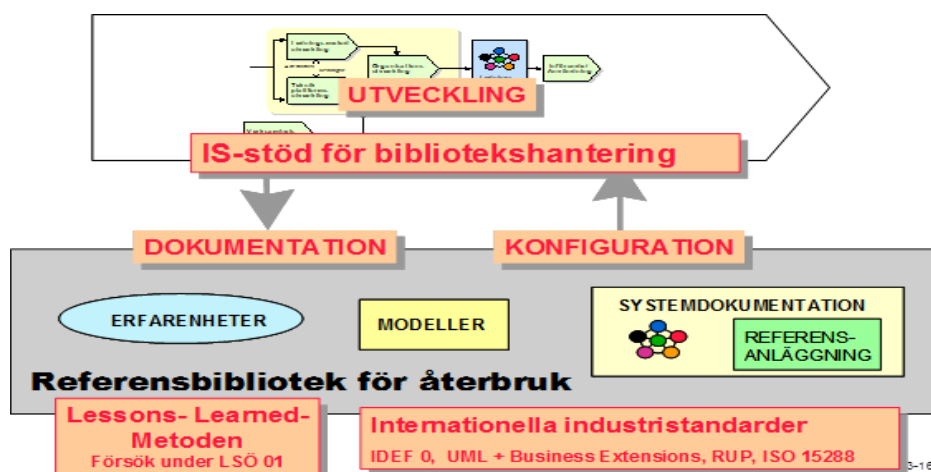 UTVECKLING
IS-stöd för bibliotekshantering
DOKUMENTATION
KONFIGURATION
ERFARENHETER
MODELLER
SYSTEMDOKUMENTATION
REFERENS-
ANLÄGGNING
Referensbibliotek för återbruk
Lessons- Learned-
Metoden
Försök under LSÖ 01
Internationella industristandarder
IDEF 0, UML + Business Extensions, RUP, ISO 15288